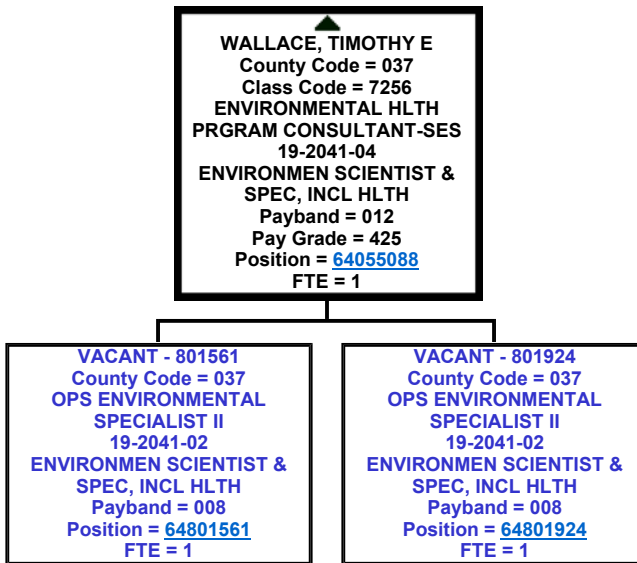 WALLACE, TIMOTHY E
County Code = 037
Class Code = 7256
ENVIRONMENTAL HLTH
PRGRAM CONSULTANT-SES
19-2041-04
ENVIRONMEN SCIENTIST &
SPEC, INCL HLTH
Payband = 012
Pay Grade = 425
Position = 64055088
FTE = 1
VACANT - 801561
County Code = 037
OPS ENVIRONMENTAL
SPECIALIST II
19-2041-02
ENVIRONMEN SCIENTIST &
SPEC, INCL HLTH
Payband = 008
Position = 64801561
FTE = 1
VACANT - 801924
County Code = 037
OPS ENVIRONMENTAL
SPECIALIST II
19-2041-02
ENVIRONMEN SCIENTIST &
SPEC, INCL HLTH
Payband = 008
Position = 64801924
FTE = 1